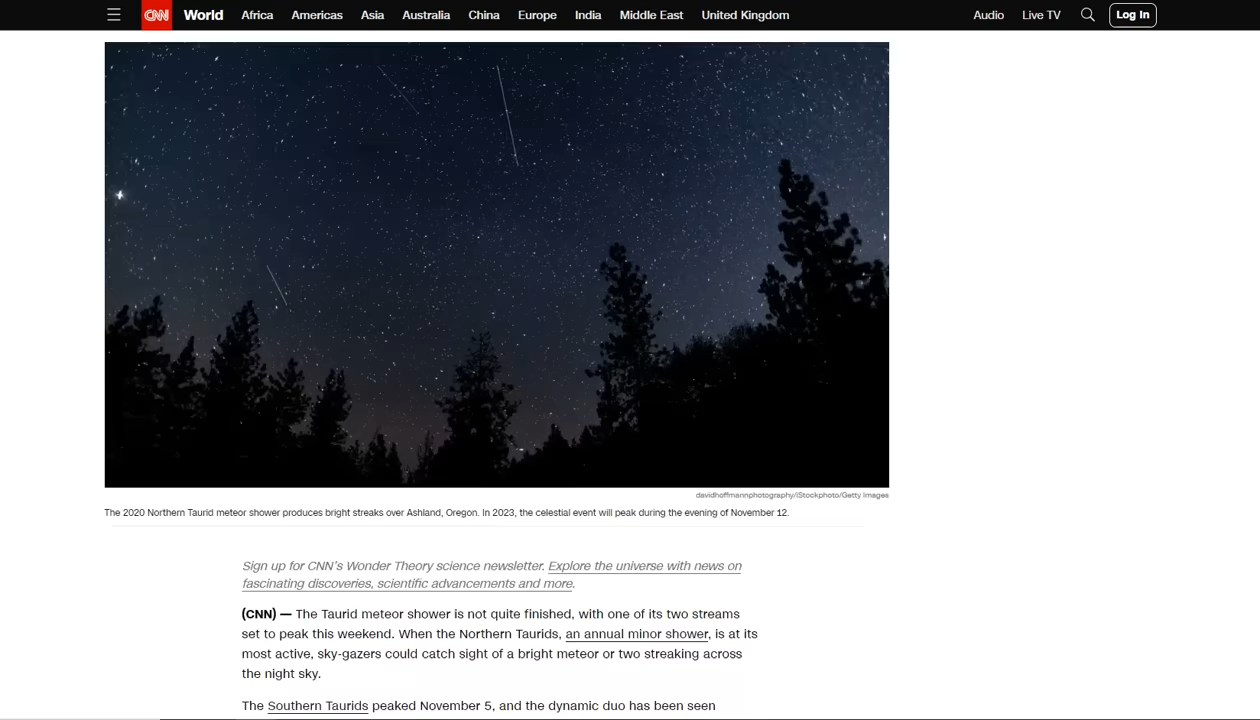 CNN World Africa Americas Asia Australia China Europe India Middle East United Kingdom Audio Live TV Log In
davidhoffmannphotography/iStockphoto/Getty Images
The 2020 Northern Taurid meteor shower produces bright streaks over Ashland, Oregon. In 2023, the celestial event will peak during the evening of November 12.
Sign up for CNN’s Wonder Theory science newsletter. Explore the universe with news on
fascinating discoveries, scientific advancements and more.
(CNN) — The Taurid meteor shower is not quite finished, with one of its two streams
set to peak this weekend. When the Northern Taurids, an annual minor shower, is at its
most active, sky-gazers could catch sight of a bright meteor or two streaking across
the night sky.
The Southern Taurids peaked November 5, and the dynamic duo has been seen